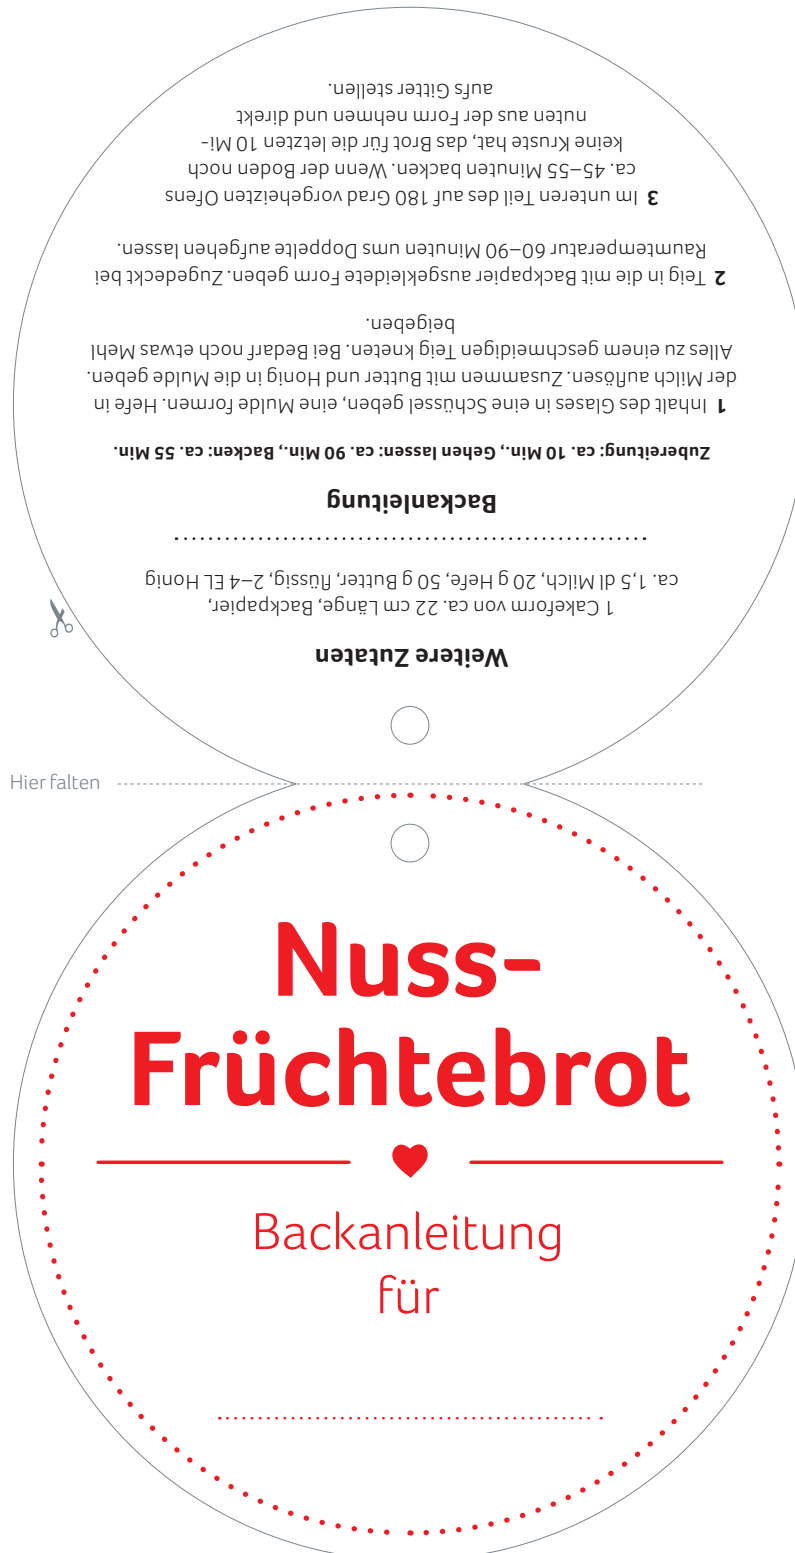 Weitere Zutaten
1 CakeForm von ca. 22 cm Länge, Backpapier,
ca. 1,5 dl Milch, 20 g Hefe, 50 g Butter, flüssig, 2–4 EL Honig
Backanleitung
Zubereitung: ca. 10 Min., Gehen lassen: ca. 90 Min., Backen: ca. 55 Min.
1 Inhalt des Glases in eine Schüssel geben, eine Mulde formen. Hefe in
der Milch auflösen. Zusammen mit Butter und Honig in die Mulde geben.
Alles zu einem geschmeidigen Teig kneten. Bei Bedarf noch etwas Mehl
beigeben.
2 Teig in die mit Backpapier ausgekleidete Form geben. Zugedeckt bei
Raumtemperatur 60–90 Minuten ums Doppelte aufgehen lassen.
3 Im unteren Teil des auf 180 Grad vorgeheizten Ofens
ca. 45–55 Minuten backen. Wenn der Boden noch
keine Kruste hat, das Brot für die letzten 10 Mi-
nuten aus der Form nehmen und direkt
aufs Gitter stellen.
Hier falten
Nuss-
Früchtebrot
Backanleitung
für